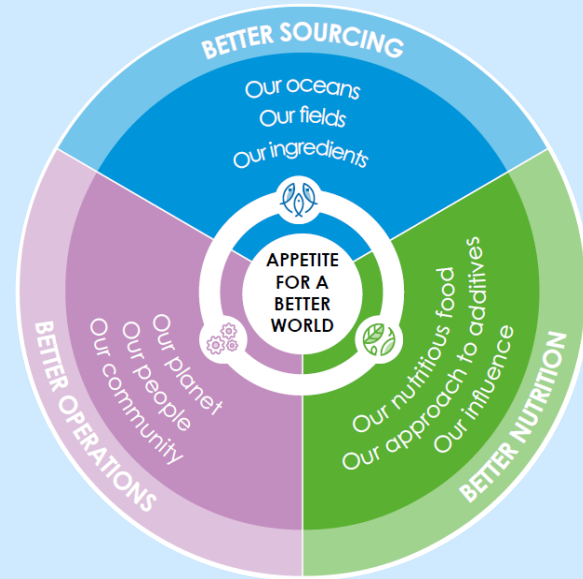 BETTER SOURCING
Our oceans
Our fields
Our ingredients
APPETITE
FOR A
BETTER
WORLD
BETTER OPERATIONS
Our planet
Our people
Our community
Our nutritious food
Our approach to additives
Our influence
BETTER NUTRITION